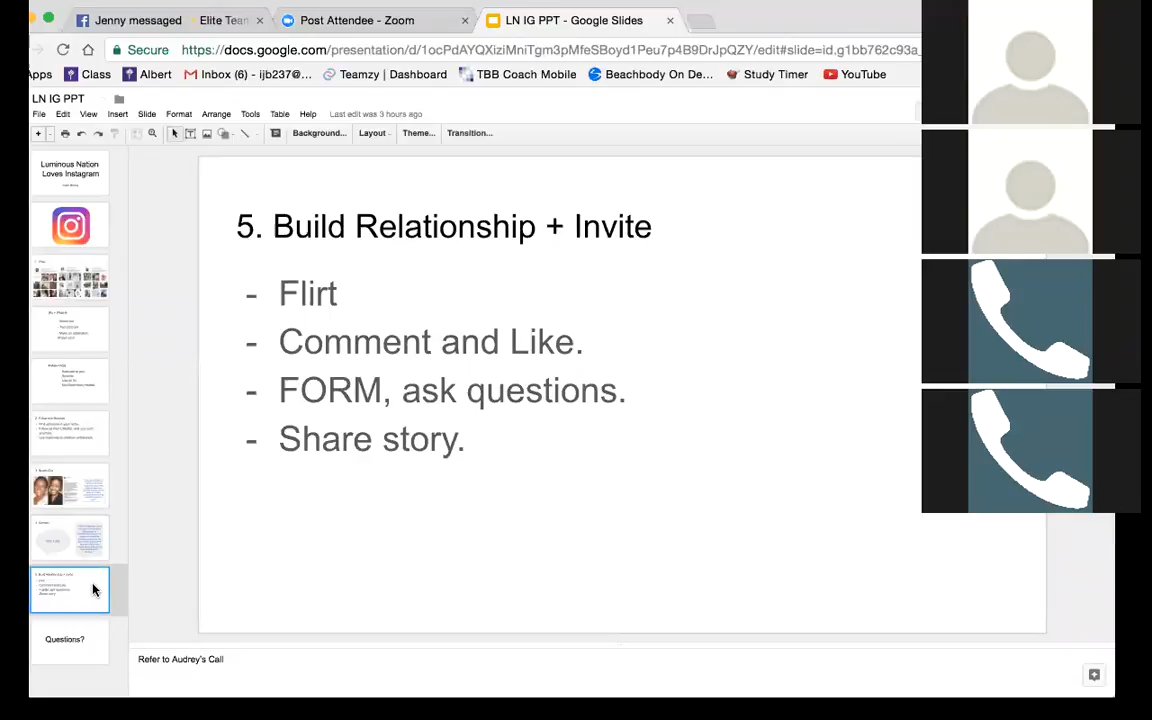 Jenny messaged
Elite Tean
Post Attendee - Zoom
LN IG PPT - Google Slides
Secure
https://docs.google.com/presentation/d/1ocPdAYQXiziMniTgm3pMfeSBoyd1Peu7p4B9DrJpQZY/edit#slide=id.g1bb762c93a_
Apps
Class
Albert
Inbox (6) - ijb237@...
Teamzy | Dashboard
TBB Coach Mobile
Beachbody On De...
Study Timer
YouTube
LN IG PPT
File Edit View Insert Slide Format Arrange Tools Table Help Last edit was 3 hours ago
Background... Layout Theme... Transition...
Luminous Nation
Loves Instagram
5. Build Relationship + Invite
- Flirt
- Comment and Like.
- FORM, ask questions.
- Share story.
Questions?
Refer to Audrey's Call